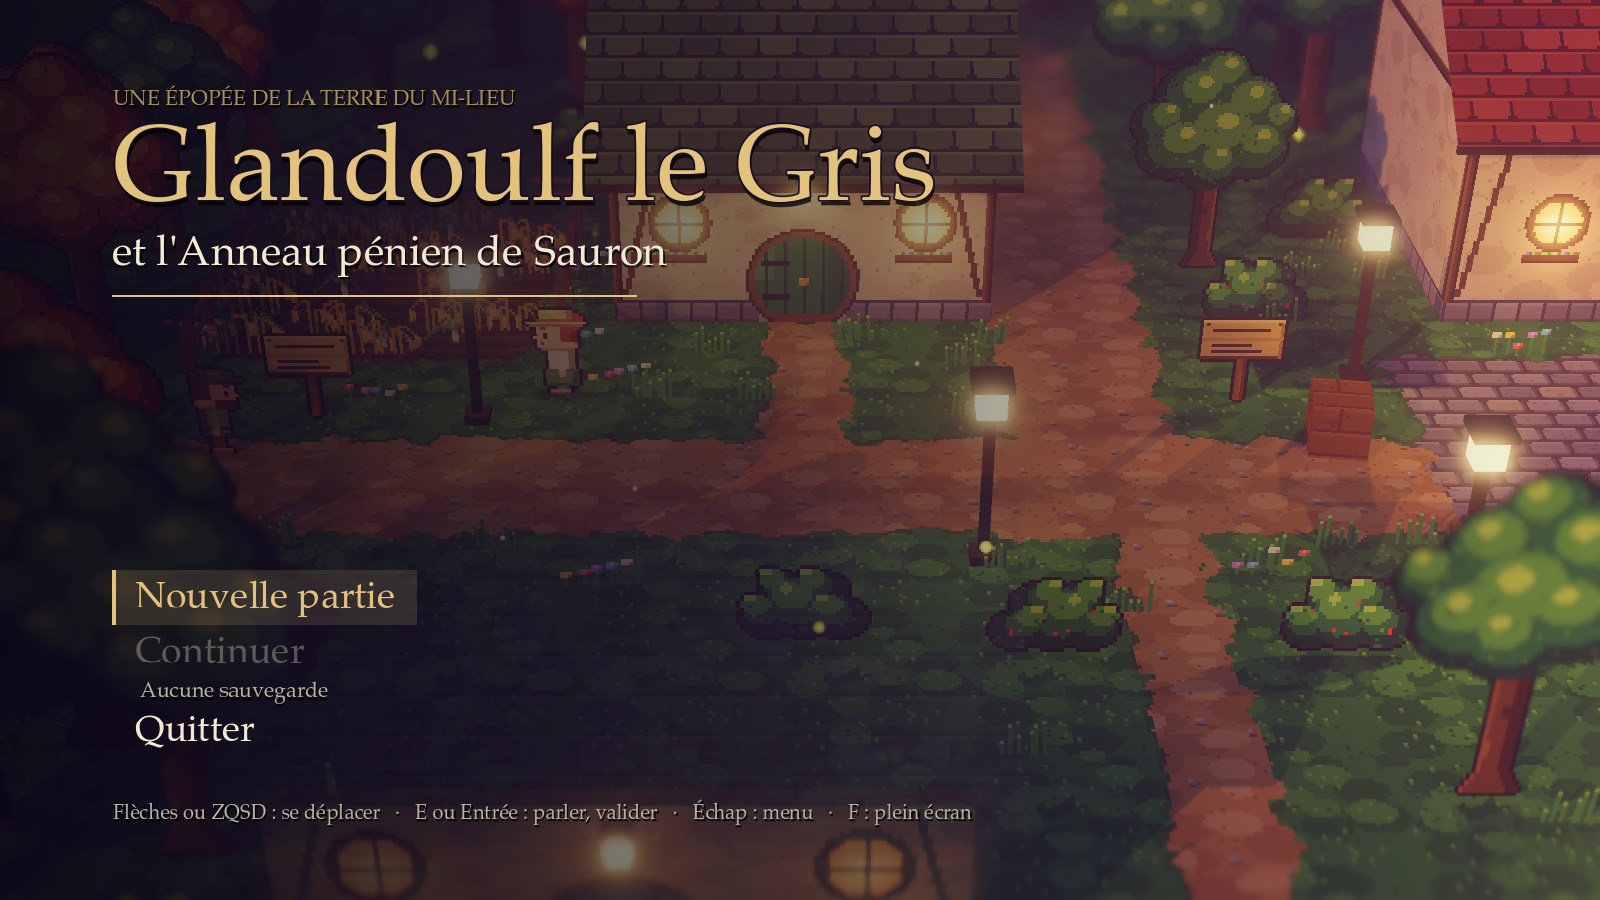 UNE ÉPOPÉE DE LA TERRE DU MI-LIEU
Glandoulf le Gris
et l'Anneau pénien de Sauron
Nouvelle partie
Continuer
Aucune sauvegarde
Quitter
Flèches ou ZQSD : se déplacer · E ou Entrée : parler, valider · Échap : menu · F : plein écran